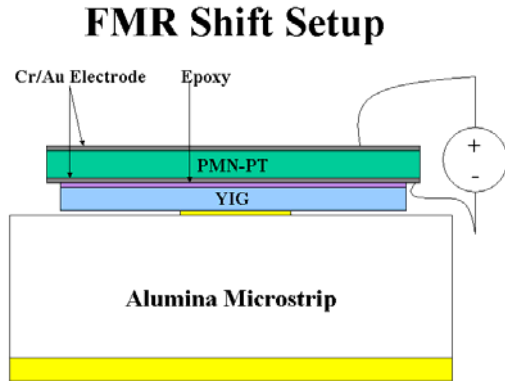 FMR Shift Setup
Cr/Au Electrode
Epoxy
PMN-PT
YIG
+
-
Alumina Microstrip